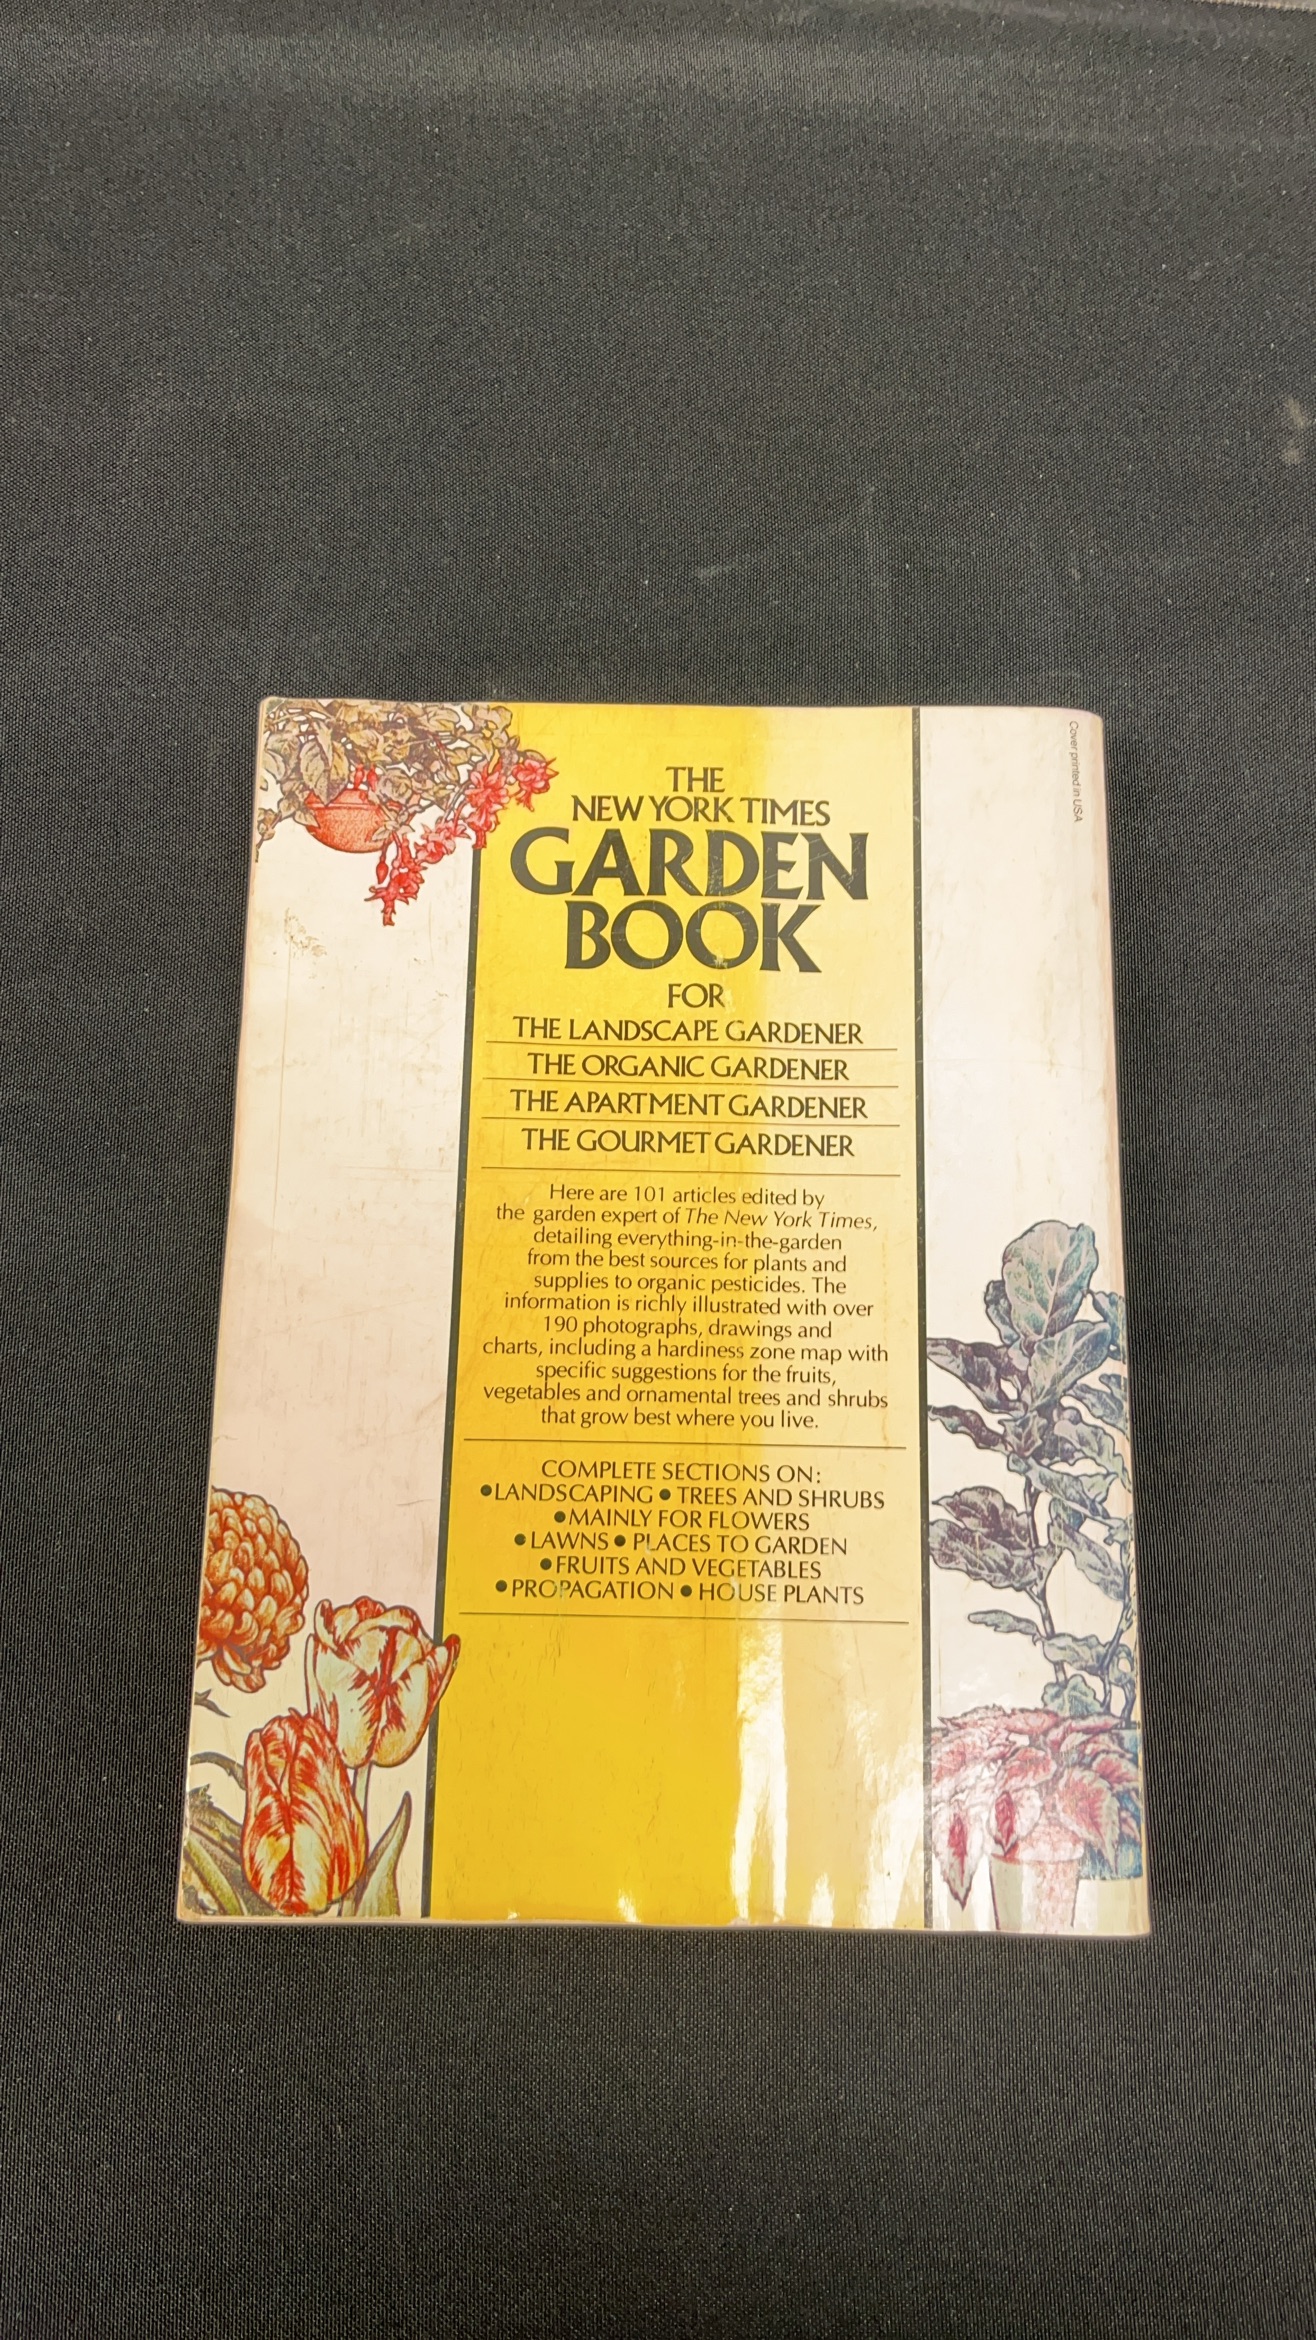 THE
NEW YORK TIMES
GARDEN
BOOK
FOR
THE LANDSCAPE GARDENER
THE ORGANIC GARDENER
THE APARTMENT GARDENER
THE GOURMET GARDENER
Here are 101 articles edited by
the garden expert of The New York Times,
detailing everything-in-the-garden
from the best sources for plants and
supplies to organic pesticides. The
information is richly illustrated with over
190 photographs, drawings and
charts, including a hardiness zone map with
specific suggestions for the fruits,
vegetables and ornamental trees and shrubs
that grow best where you live.
COMPLETE SECTIONS ON:
●LANDSCAPING ● TREES AND SHRUBS
●MAINLY FOR FLOWERS
● LAWNS ● PLACES TO GARDEN
●FRUITS AND VEGETABLES
●PROPAGATION ● HOUSE PLANTS
Cover printed in USA